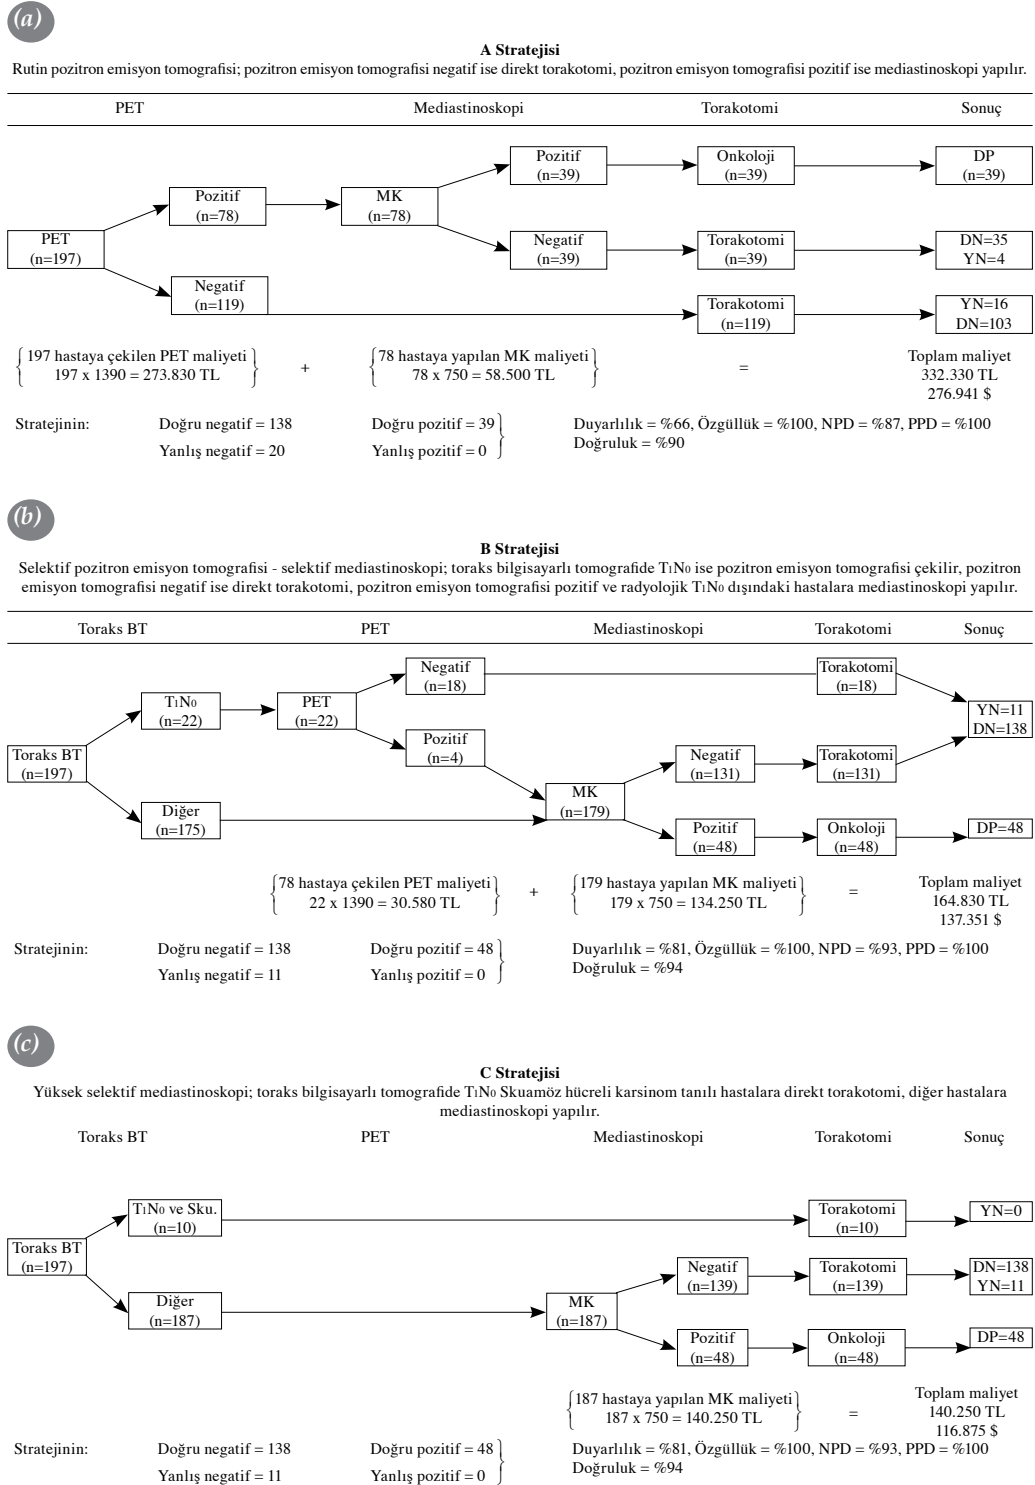 (a)
A Stratejisi
Rutin pozitron emisyon tomografisi; pozitron emisyon tomografisi negatif ise direkt torakotomi, pozitron emisyon tomografisi pozitif ise mediastinoskopi yapılır.
PET Mediastinoskopi Torakotomi Sonuç
Pozitif
(n=39)
Onkoloji
(n=39)
DP
(n=39)
Pozitif
(n=78)
MK
(n=78)
PET
(n=197)
Negatif
(n=39)
Torakotomi
(n=39)
DN=35
YN=4
Negatif
(n=119)
Torakotomi
(n=119)
YN=16
DN=103
197 hastaya çekilen PET maliyeti
197 x 1390 = 273.830 TL
+
78 hastaya yapılan MK maliyeti
78 x 750 = 58.500 TL
=
Toplam maliyet
332.330 TL
276.941 $
Stratejinin: Doğru negatif = 138 Doğru pozitif = 39 Duyarlılık = %66, Özgüllük = %100, NPD = %87, PPD = %100
Doğruluk = %90
Yanlış negatif = 20 Yanlış pozitif = 0
(b)
B Stratejisi
Selektif pozitron emisyon tomografisi - selektif mediastinoskopi; toraks bilgisayarlı tomografide T1N0 ise pozitron emisyon tomografisi çekilir, pozitron
emisyon tomografisi negatif ise direkt torakotomi, pozitron emisyon tomografisi pozitif ve radyolojik T1N0 dışındaki hastalara mediastinoskopi yapılır.
Toraks BT PET Mediastinoskopi Torakotomi Sonuç
Negatif
(n=18)
Torakotomi
(n=18)
T1N0
(n=22)
PET
(n=22)
YN=11
DN=138
Pozitif
(n=4)
Toraks BT
(n=197)
Negatif
(n=131)
Torakotomi
(n=131)
MK
(n=179)
Diğer
(n=175)
Pozitif
(n=48)
Onkoloji
(n=48)
DP=48
78 hastaya çekilen PET maliyeti
22 x 1390 = 30.580 TL
+
179 hastaya yapılan MK maliyeti
179 x 750 = 134.250 TL
=
Toplam maliyet
164.830 TL
137.351 $
Stratejinin: Doğru negatif = 138 Doğru pozitif = 48 Duyarlılık = %81, Özgüllük = %100, NPD = %93, PPD = %100
Doğruluk = %94
Yanlış negatif = 11 Yanlış pozitif = 0
(c)
C Stratejisi
Yüksek selektif mediastinoskopi; toraks bilgisayarlı tomografide T1N0 Skuamöz hücreli karsinom tanılı hastalara direkt torakotomi, diğer hastalara
mediastinoskopi yapılır.
Toraks BT PET Mediastinoskopi Torakotomi Sonuç
T1N0 ve Sku.
(n=10)
Torakotomi
(n=10)
YN=0
Toraks BT
(n=197)
Negatif
(n=139)
Torakotomi
(n=139)
DN=138
YN=11
Diğer
(n=187)
MK
(n=187)
Pozitif
(n=48)
Onkoloji
(n=48)
DP=48
187 hastaya yapılan MK maliyeti
187 x 750 = 140.250 TL
=
Toplam maliyet
140.250 TL
116.875 $
Stratejinin: Doğru negatif = 138 Doğru pozitif = 48 Duyarlılık = %81, Özgüllük = %100, NPD = %93, PPD = %100
Doğruluk = %94
Yanlış negatif = 11 Yanlış pozitif = 0